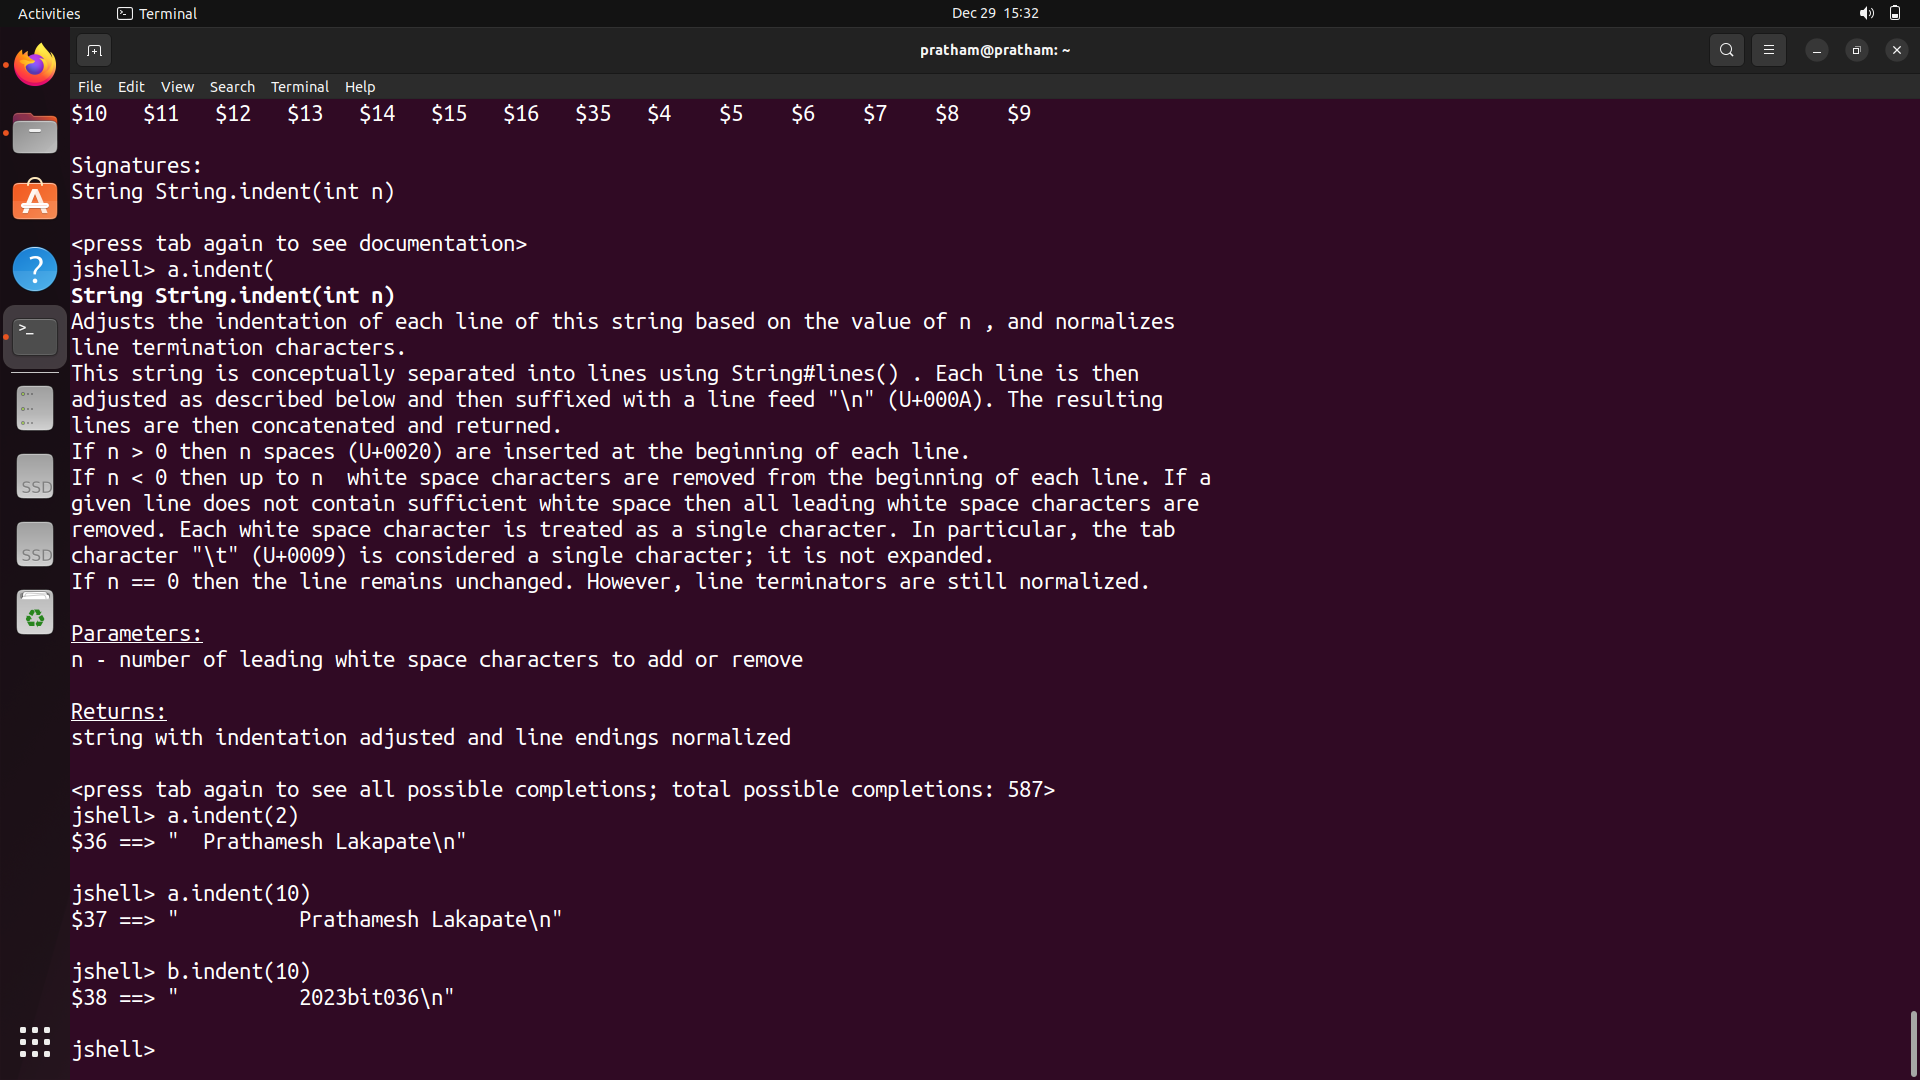 Activities Terminal Dec 29 15:32
pratham@pratham: ~
File Edit View Search Terminal Help
$10 $11 $12 $13 $14 $15 $16 $35 $4 $5 $6 $7 $8 $9
Signatures:
String String.indent(int n)
<press tab again to see documentation>
jshell> a.indent(
String String.indent(int n)
Adjusts the indentation of each line of this string based on the value of n , and normalizes
line termination characters.
This string is conceptually separated into lines using String#lines() . Each line is then
adjusted as described below and then suffixed with a line feed "\n" (U+000A). The resulting
lines are then concatenated and returned.
If n > 0 then n spaces (U+0020) are inserted at the beginning of each line.
If n < 0 then up to n  white space characters are removed from the beginning of each line. If a
given line does not contain sufficient white space then all leading white space characters are
removed. Each white space character is treated as a single character. In particular, the tab
character "\t" (U+0009) is considered a single character; it is not expanded.
If n == 0 then the line remains unchanged. However, line terminators are still normalized.
Parameters:
n - number of leading white space characters to add or remove
Returns:
string with indentation adjusted and line endings normalized
<press tab again to see all possible completions; total possible completions: 587>
jshell> a.indent(2)
$36 ==> "  Prathamesh Lakapate\n"
jshell> a.indent(10)
$37 ==> "          Prathamesh Lakapate\n"
jshell> b.indent(10)
$38 ==> "          2023bit036\n"
jshell>
SSD
SSD